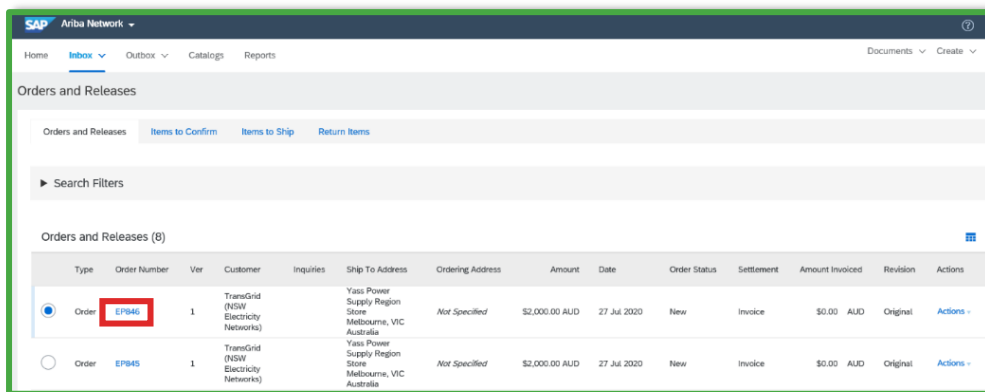 SAP Ariba Network
Home Inbox Outbox Catalogs Reports Documents Create
Orders and Releases
Orders and Releases Items to Confirm Items to Ship Return Items
Search Filters
Orders and Releases (8)
Type Order Number Ver Customer Inquiries Ship To Address Ordering Address Amount Date Order Status Settlement Amount Invoiced Revision Actions
Order EP846 1 TransGrid (NSW Electricity Networks) Yass Power Supply Region Store Melbourne, VIC Australia Not Specified $2,000.00 AUD 27 Jul 2020 New Invoice $0.00 AUD Original Actions
Order EP845 1 TransGrid (NSW Electricity Networks) Yass Power Supply Region Store Melbourne, VIC Australia Not Specified $2,000.00 AUD 27 Jul 2020 New Invoice $0.00 AUD Original Actions